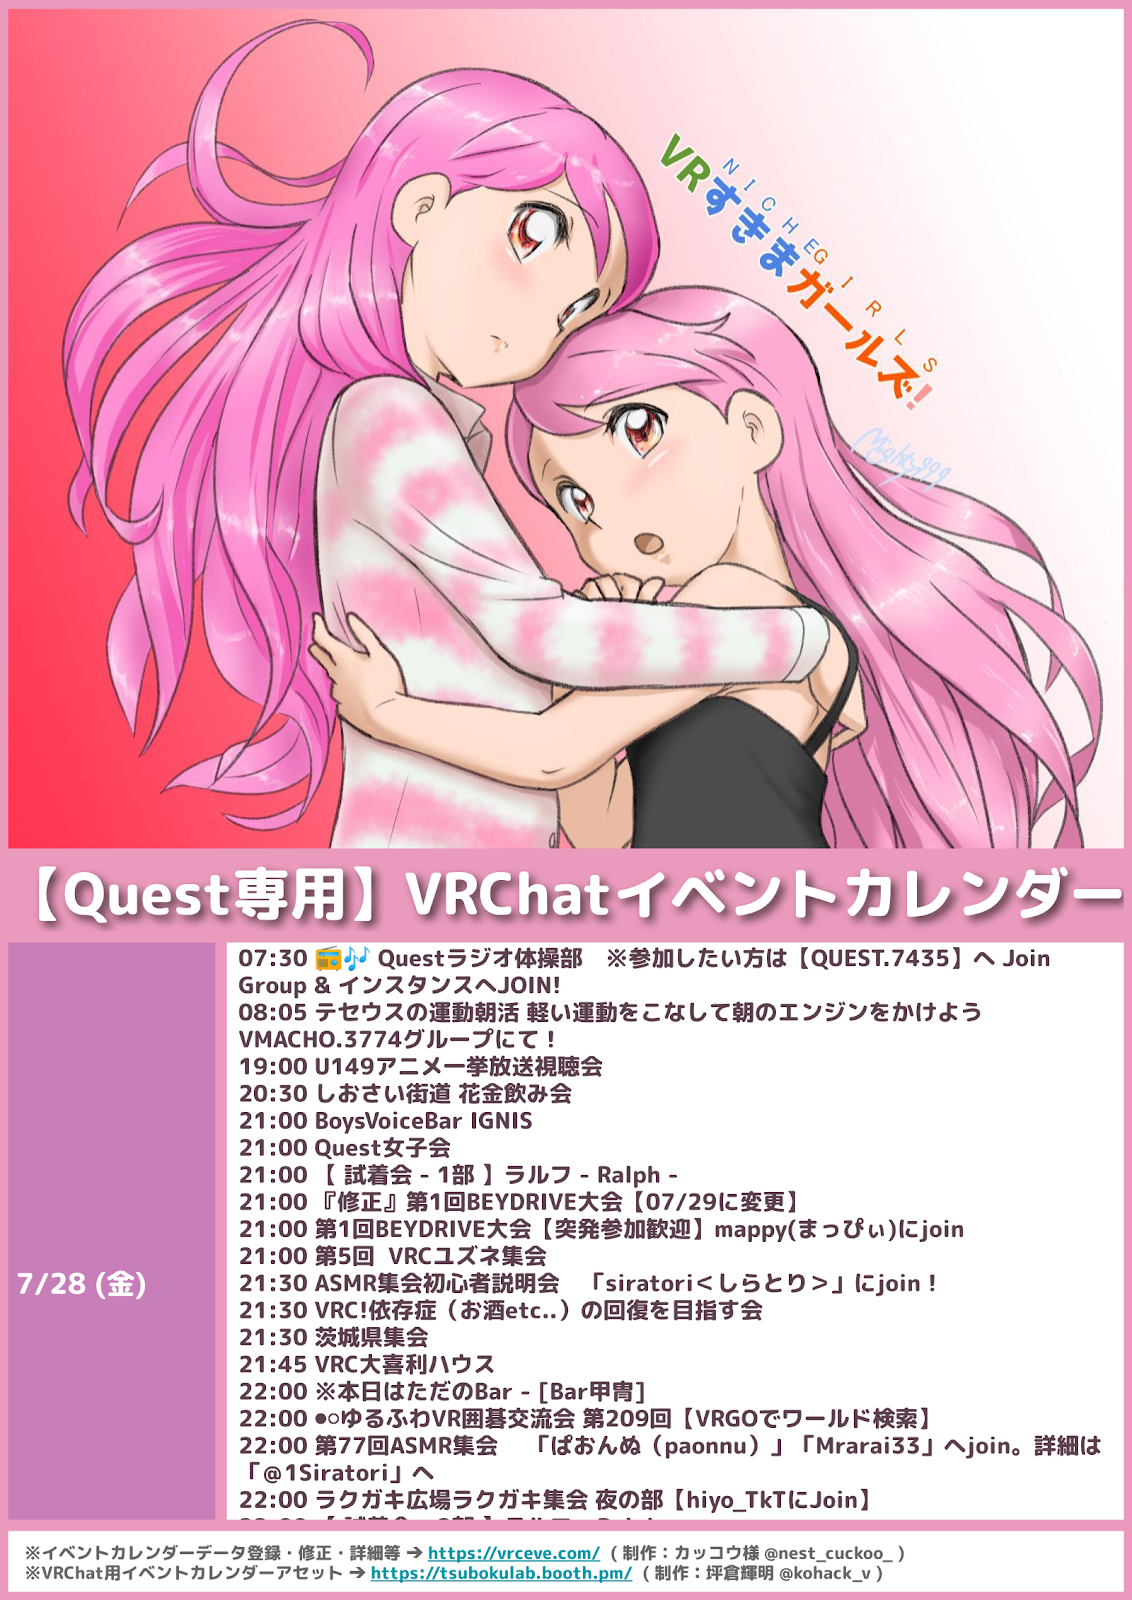 VRすきまガールズ!
NICHEGIRLS
Mighty999
【Quest専用】VRChatイベントカレンダー
7/28 (金)
07:30 📻🎶 Questラジオ体操部　※参加したい方は【QUEST.7435】へ Join
Group & インスタンスへJOIN!
08:05 テセウスの運動朝活 軽い運動をこなして朝のエンジンをかけよう
VMACHO.3774グループにて！
19:00 U149アニメ一挙放送視聴会
20:30 しおさい街道 花金飲み会
21:00 BoysVoiceBar IGNIS
21:00 Quest女子会
21:00 【 試着会 - 1部 】ラルフ - Ralph -
21:00 『修正』第1回BEYDRIVE大会【07/29に変更】
21:00 第1回BEYDRIVE大会【突発参加歓迎】mappy(まっぴぃ)にjoin
21:00 第5回 VRCユズネ集会
21:30 ASMR集会初心者説明会　「siratori＜しらとり＞」にjoin！
21:30 VRC!依存症（お酒etc..）の回復を目指す会
21:30 茨城県集会
21:45 VRC大喜利ハウス
22:00 ※本日はただのBar - [Bar甲冑]
22:00 ●○ゆるふわVR囲碁交流会 第209回【VRGOでワールド検索】
22:00 第77回ASMR集会　「ぱおんぬ（paonnu）」「Mrarai33」へjoin。詳細は
「@1Siratori」へ
22:00 ラクガキ広場ラクガキ集会 夜の部【hiyo_TkTにJoin】
※イベントカレンダーデータ登録・修正・詳細等 ➔ https://vrceve.com/ ( 制作：カッコウ様 @nest_cuckoo_ )
※VRChat用イベントカレンダーアセット ➔ https://tsubokulab.booth.pm/ ( 制作：坪倉輝明 @kohack_v )